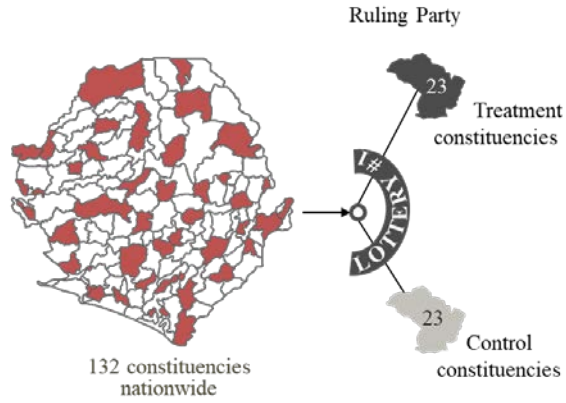 Ruling Party
23
Treatment
constituencies
LOTTERY #1
23
Control
constituencies
132 constituencies
nationwide